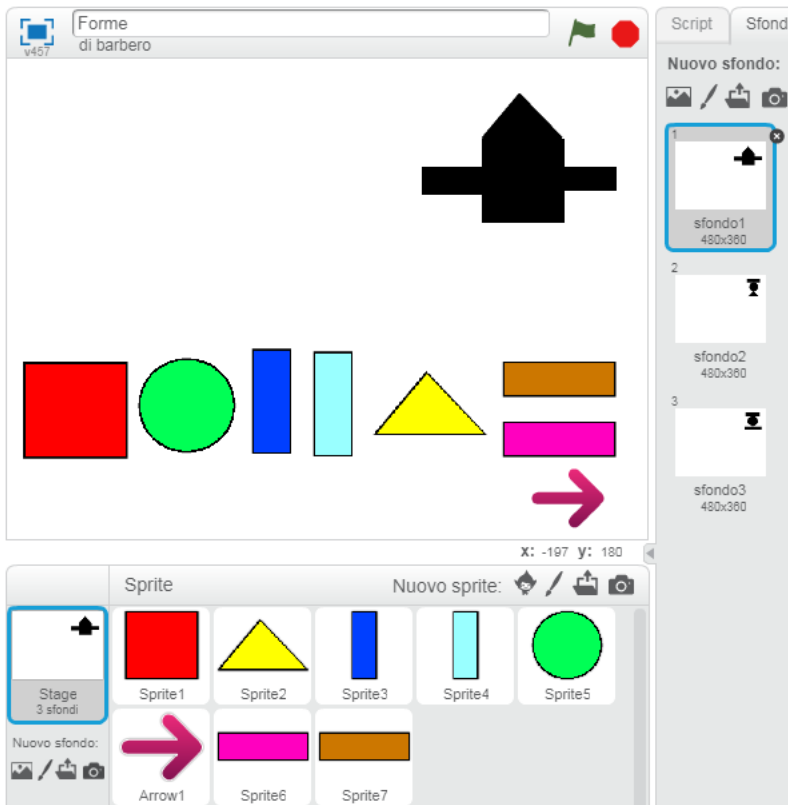 Forme
v457
di barbero
X: -197 y: 180
Sprite
Nuovo sprite:
Stage
3 sfondi
Nuovo sfondo:
Sprite1
Sprite2
Sprite3
Sprite4
Sprite5
Arrow1
Sprite6
Sprite7
Script
Sfond
Nuovo sfondo:
1
sfondo1
480x360
2
sfondo2
480x360
3
sfondo3
480x360